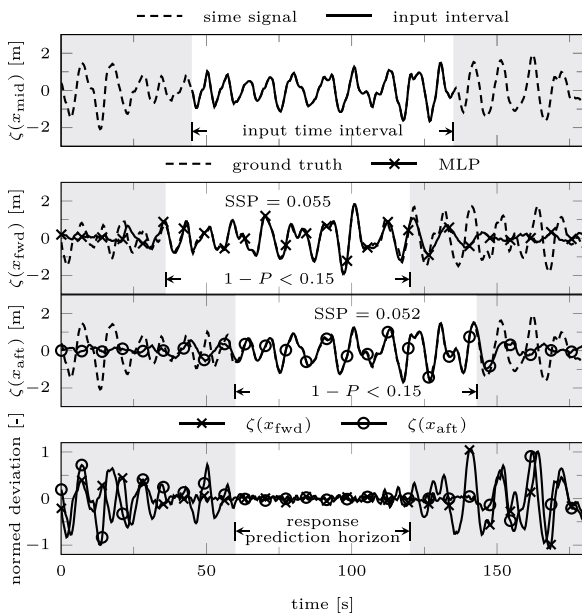 sime signal input interval
ζ(x_mid) [m]
2
0
−2
input time interval
ground truth MLP
ζ(x_fwd) [m]
2
0
−2
SSP = 0.055
1 − P < 0.15
ζ(x_aft) [m]
2
0
−2
SSP = 0.052
1 − P < 0.15
ζ(x_fwd) ζ(x_aft)
normed deviation [-]
1
0
−1
response
prediction horizon
0 50 100 150
time [s]